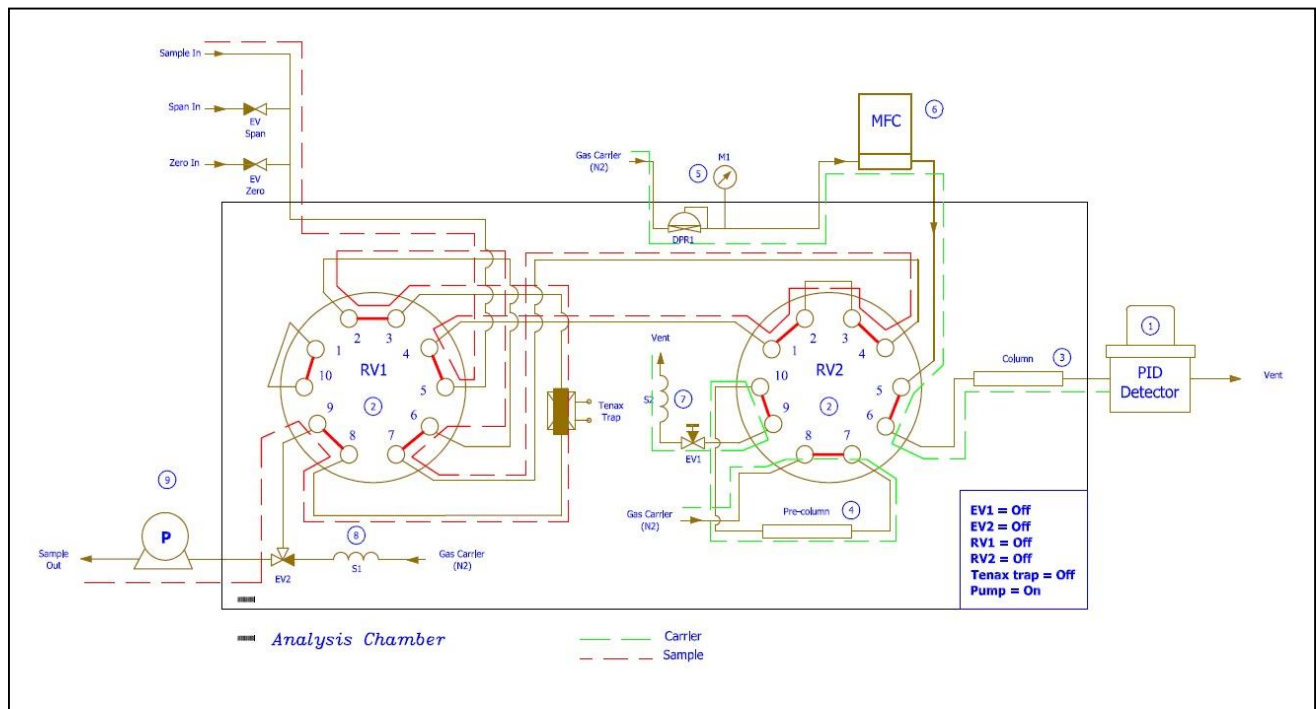 Sample In
Span In
EV
Span
Zero In
EV
Zero
Gas Carrier
(N2)
5
M1
DPR1
MFC
6
1
2
3
4
5
6
7
8
9
10
RV1
2
Tenax
Trap
Vent
S2
7
EV1
1
2
3
4
5
6
7
8
9
10
RV2
2
Column
3
1
PID
Detector
Vent
Gas Carrier
(N2)
Pre-column
4
9
P
Sample
Out
EV2
8
S1
Gas Carrier
(N2)
EV1 = Off
EV2 = Off
RV1 = Off
RV2 = Off
Tenax trap = Off
Pump = On
Analysis Chamber
Carrier
Sample